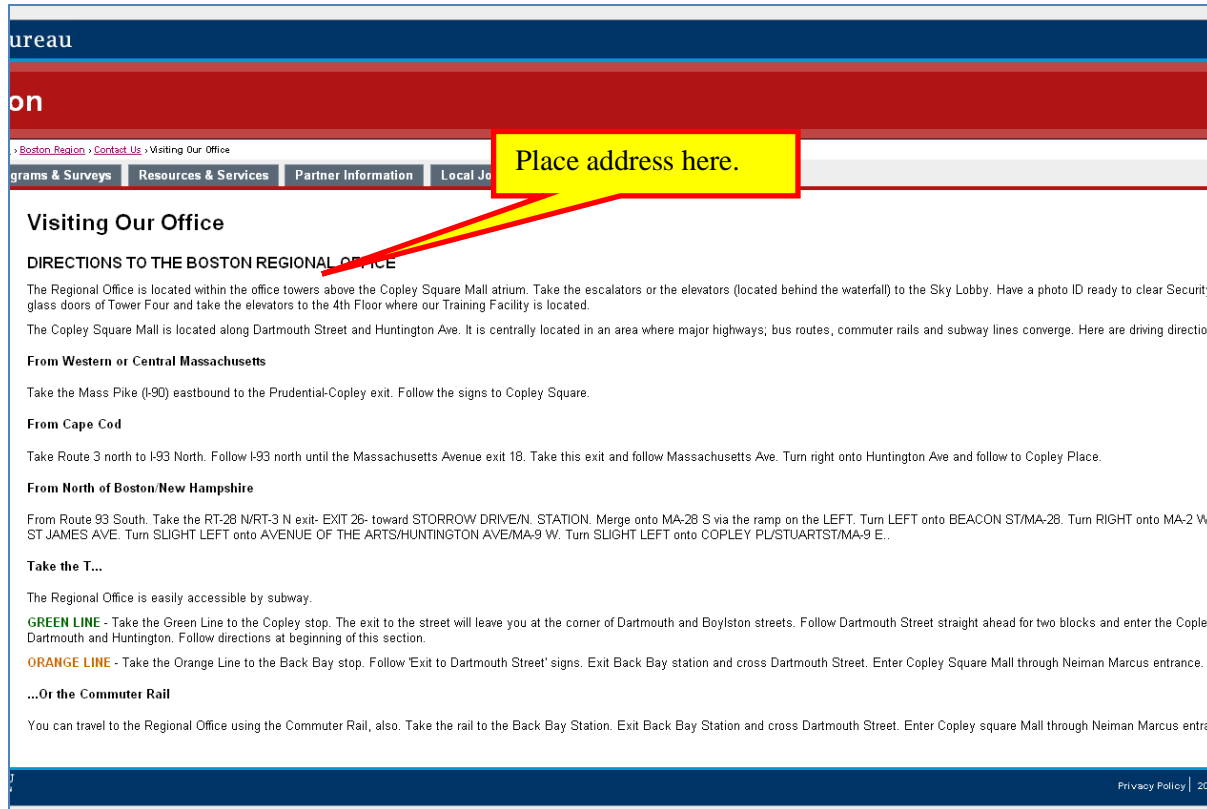 ureau
on
› Boston Region › Contact Us › Visiting Our Office
Place address here.
grams & Surveys Resources & Services Partner Information Local Jo
Visiting Our Office
DIRECTIONS TO THE BOSTON REGIONAL OFFICE
The Regional Office is located within the office towers above the Copley Square Mall atrium. Take the escalators or the elevators (located behind the waterfall) to the Sky Lobby. Have a photo ID ready to clear Security
glass doors of Tower Four and take the elevators to the 4th Floor where our Training Facility is located.
The Copley Square Mall is located along Dartmouth Street and Huntington Ave. It is centrally located in an area where major highways; bus routes, commuter rails and subway lines converge. Here are driving directio
From Western or Central Massachusetts
Take the Mass Pike (I-90) eastbound to the Prudential-Copley exit. Follow the signs to Copley Square.
From Cape Cod
Take Route 3 north to I-93 North. Follow I-93 north until the Massachusetts Avenue exit 18. Take this exit and follow Massachusetts Ave. Turn right onto Huntington Ave and follow to Copley Place.
From North of Boston/New Hampshire
From Route 93 South. Take the RT-28 N/RT-3 N exit- EXIT 26- toward STORROW DRIVE/N. STATION. Merge onto MA-28 S via the ramp on the LEFT. Turn LEFT onto BEACON ST/MA-28. Turn RIGHT onto MA-2 W
ST JAMES AVE. Turn SLIGHT LEFT onto AVENUE OF THE ARTS/HUNTINGTON AVE/MA-9 W. Turn SLIGHT LEFT onto COPLEY PL/STUARTST/MA-9 E..
Take the T...
The Regional Office is easily accessible by subway.
GREEN LINE - Take the Green Line to the Copley stop. The exit to the street will leave you at the corner of Dartmouth and Boylston streets. Follow Dartmouth Street straight ahead for two blocks and enter the Cople
Dartmouth and Huntington. Follow directions at beginning of this section.
ORANGE LINE - Take the Orange Line to the Back Bay stop. Follow 'Exit to Dartmouth Street' signs. Exit Back Bay station and cross Dartmouth Street. Enter Copley Square Mall through Neiman Marcus entrance.
...Or the Commuter Rail
You can travel to the Regional Office using the Commuter Rail, also. Take the rail to the Back Bay Station. Exit Back Bay Station and cross Dartmouth Street. Enter Copley square Mall through Neiman Marcus entra
Privacy Policy | 20